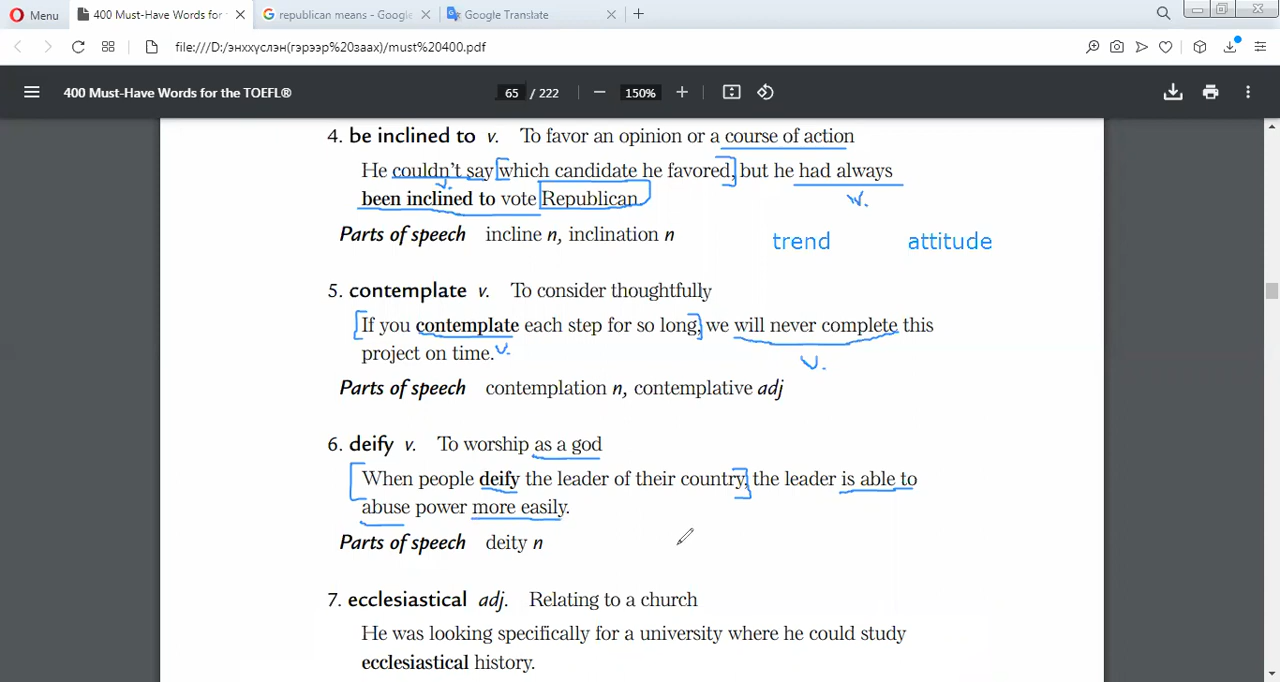 Menu
400 Must-Have Words for
republican means - Google
Google Translate
file:///D:/энххүслэн(гэрээр%20заах)/must%20400.pdf
400 Must-Have Words for the TOEFL®
65 / 222
150%
4. be inclined to v. To favor an opinion or a course of action
He couldn't say which candidate he favored, but he had always
v.
been inclined to vote Republican
Parts of speech incline n, inclination n
trend attitude
5. contemplate v. To consider thoughtfully
If you contemplate each step for so long, we will never complete this
project on time. v.
v.
Parts of speech contemplation n, contemplative adj
6. deify v. To worship as a god
When people deify the leader of their country, the leader is able to
abuse power more easily.
Parts of speech deity n
7. ecclesiastical adj. Relating to a church
He was looking specifically for a university where he could study
ecclesiastical history.